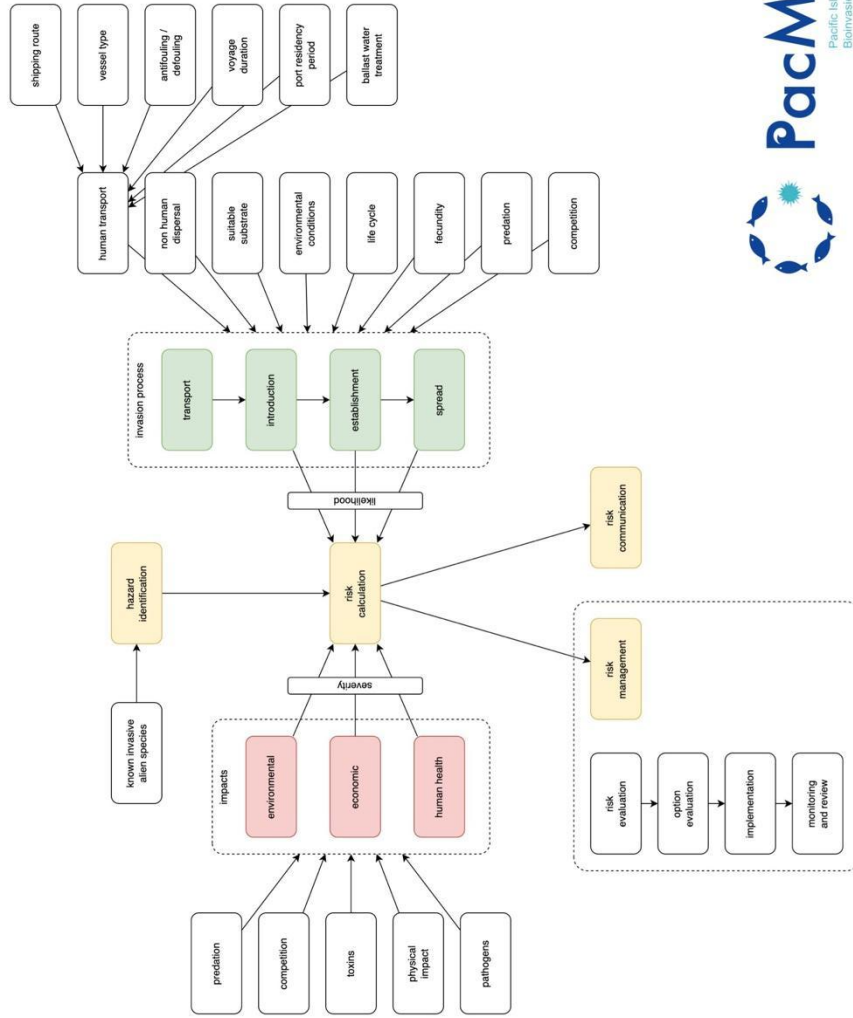 known invasive
alien species
hazard
identification
predation
competition
toxins
physical
impact
pathogens
impacts
environmental
economic
human health
severity
risk
calculation
likelihood
invasion process
transport
introduction
establishment
spread
human transport
non human
dispersal
suitable
substrate
environmental
conditions
life cycle
fecundity
predation
competition
shipping route
vessel type
antifouling /
defouling
voyage
duration
port residency
period
ballast water
treatment
risk
evaluation
option
evaluation
implementation
monitoring
and review
risk
management
risk
communication
PacM
Pacific Isl
Bioinvasi